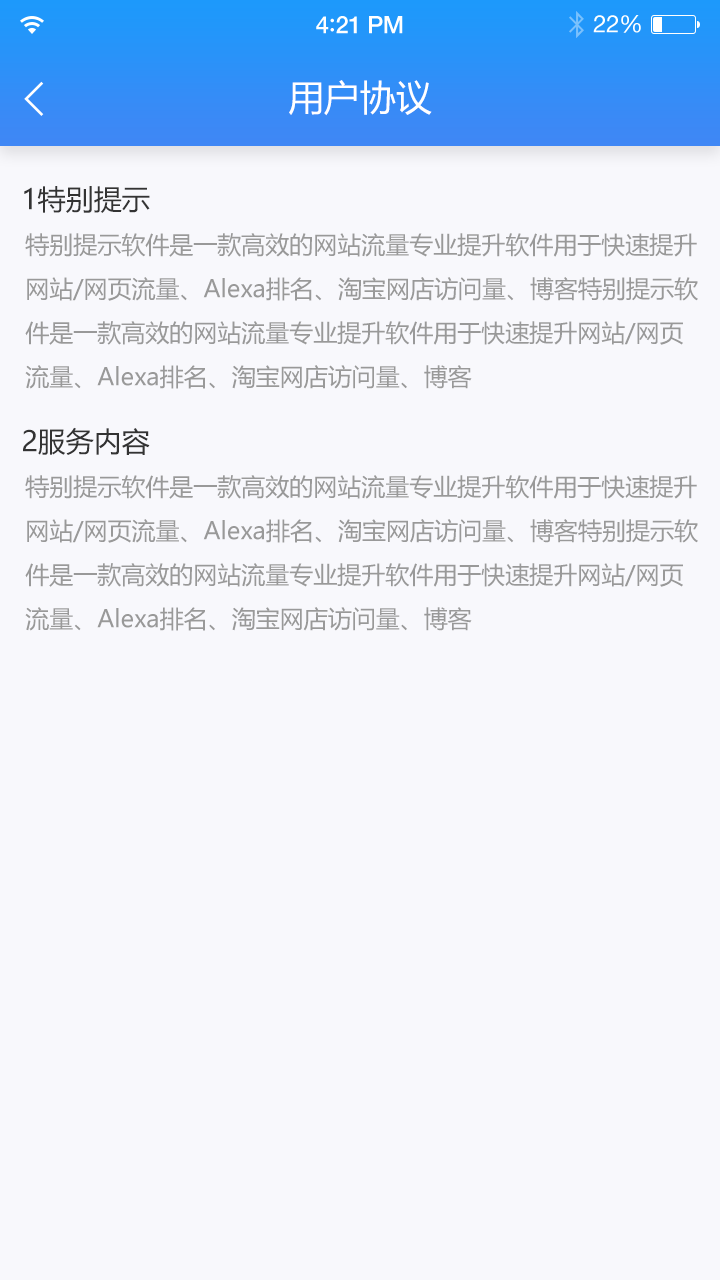 4:21 PM
22%
用户协议
1特别提示
特别提示软件是一款高效的网站流量专业提升软件用于快速提升
网站/网页流量、Alexa排名、淘宝网店访问量、博客特别提示软
件是一款高效的网站流量专业提升软件用于快速提升网站/网页
流量、Alexa排名、淘宝网店访问量、博客
2服务内容
特别提示软件是一款高效的网站流量专业提升软件用于快速提升
网站/网页流量、Alexa排名、淘宝网店访问量、博客特别提示软
件是一款高效的网站流量专业提升软件用于快速提升网站/网页
流量、Alexa排名、淘宝网店访问量、博客